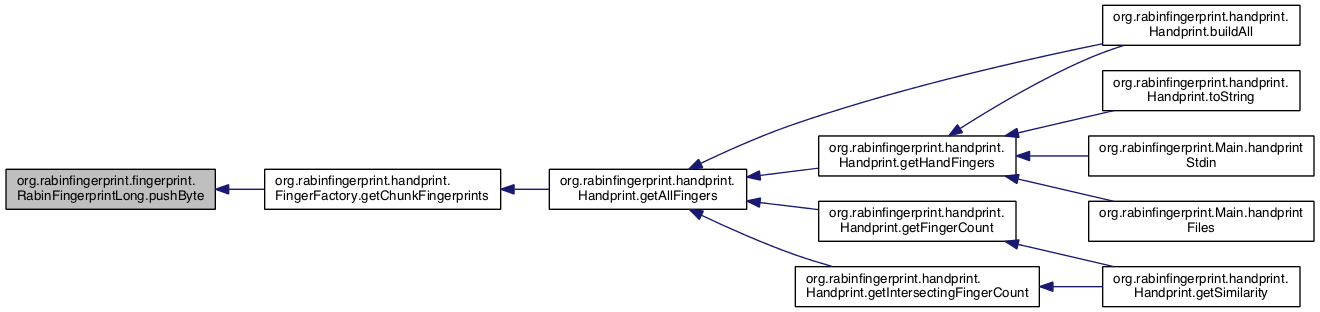 org.rabinfingerprint.fingerprint.
RabinFingerprintLong.pushByte
org.rabinfingerprint.handprint.
FingerFactory.getChunkFingerprints
org.rabinfingerprint.handprint.
Handprint.getAllFingers
org.rabinfingerprint.handprint.
Handprint.buildAll
org.rabinfingerprint.handprint.
Handprint.getHandFingers
org.rabinfingerprint.handprint.
Handprint.toString
org.rabinfingerprint.Main.handprint
Stdin
org.rabinfingerprint.Main.handprint
Files
org.rabinfingerprint.handprint.
Handprint.getFingerCount
org.rabinfingerprint.handprint.
Handprint.getSimilarity
org.rabinfingerprint.handprint.
Handprint.getIntersectingFingerCount